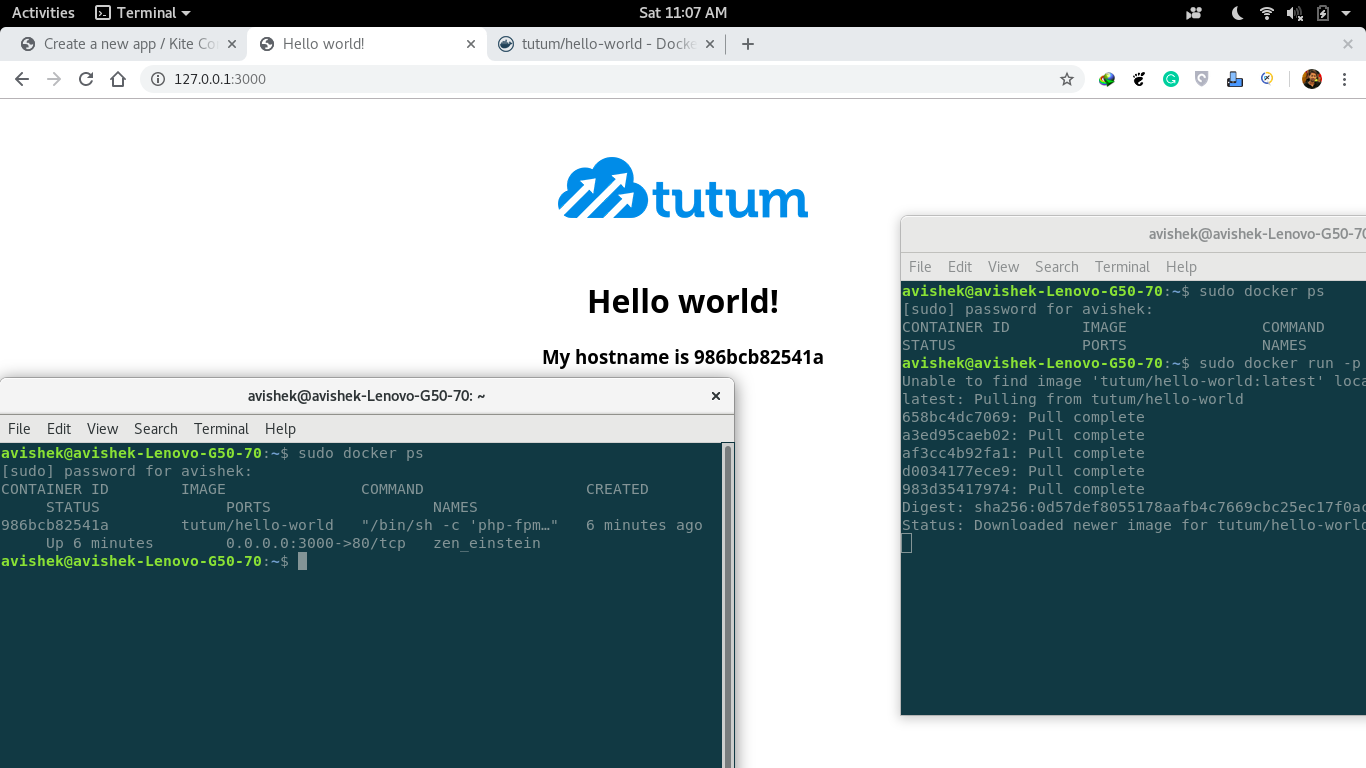 Activities Terminal Sat 11:07 AM
Create a new app / Kite Co
Hello world!
tutum/hello-world - Docke
127.0.0.1:3000
tutum
Hello world!
My hostname is 986bcb82541a
avishek@avishek-Lenovo-G50-70: ~
File Edit View Search Terminal Help
avishek@avishek-Lenovo-G50-70:~$ sudo docker ps
[sudo] password for avishek:
CONTAINER ID IMAGE COMMAND CREATED
STATUS PORTS NAMES
986bcb82541a tutum/hello-world "/bin/sh -c 'php-fpm…" 6 minutes ago
Up 6 minutes 0.0.0.0:3000->80/tcp zen_einstein
avishek@avishek-Lenovo-G50-70:~$
avishek@avishek-Lenovo-G50-70
File Edit View Search Terminal Help
avishek@avishek-Lenovo-G50-70:~$ sudo docker ps
[sudo] password for avishek:
CONTAINER ID IMAGE COMMAND
STATUS PORTS NAMES
avishek@avishek-Lenovo-G50-70:~$ sudo docker run -p
Unable to find image 'tutum/hello-world:latest' loca
latest: Pulling from tutum/hello-world
658bc4dc7069: Pull complete
a3ed95caeb02: Pull complete
af3cc4b92fa1: Pull complete
d0034177ece9: Pull complete
983d35417974: Pull complete
Digest: sha256:0d57def8055178aafb4c7669cbc25ec17f0ac
Status: Downloaded newer image for tutum/hello-world